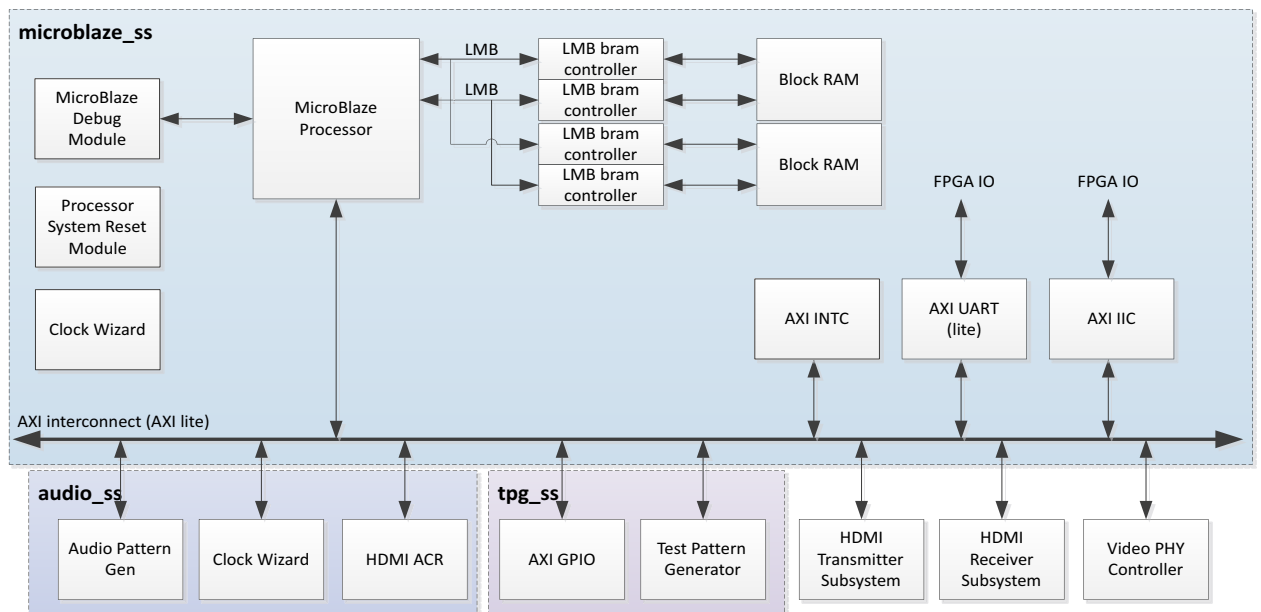 microblaze_ss
MicroBlaze
Debug
Module
MicroBlaze
Processor
LMB
LMB
LMB bram
controller
LMB bram
controller
LMB bram
controller
LMB bram
controller
Block RAM
Block RAM
Processor
System Reset
Module
Clock Wizard
FPGA IO
FPGA IO
AXI INTC
AXI UART
(lite)
AXI IIC
AXI interconnect (AXI lite)
audio_ss
Audio Pattern
Gen
Clock Wizard
HDMI ACR
tpg_ss
AXI GPIO
Test Pattern
Generator
HDMI
Transmitter
Subsystem
HDMI
Receiver
Subsystem
Video PHY
Controller